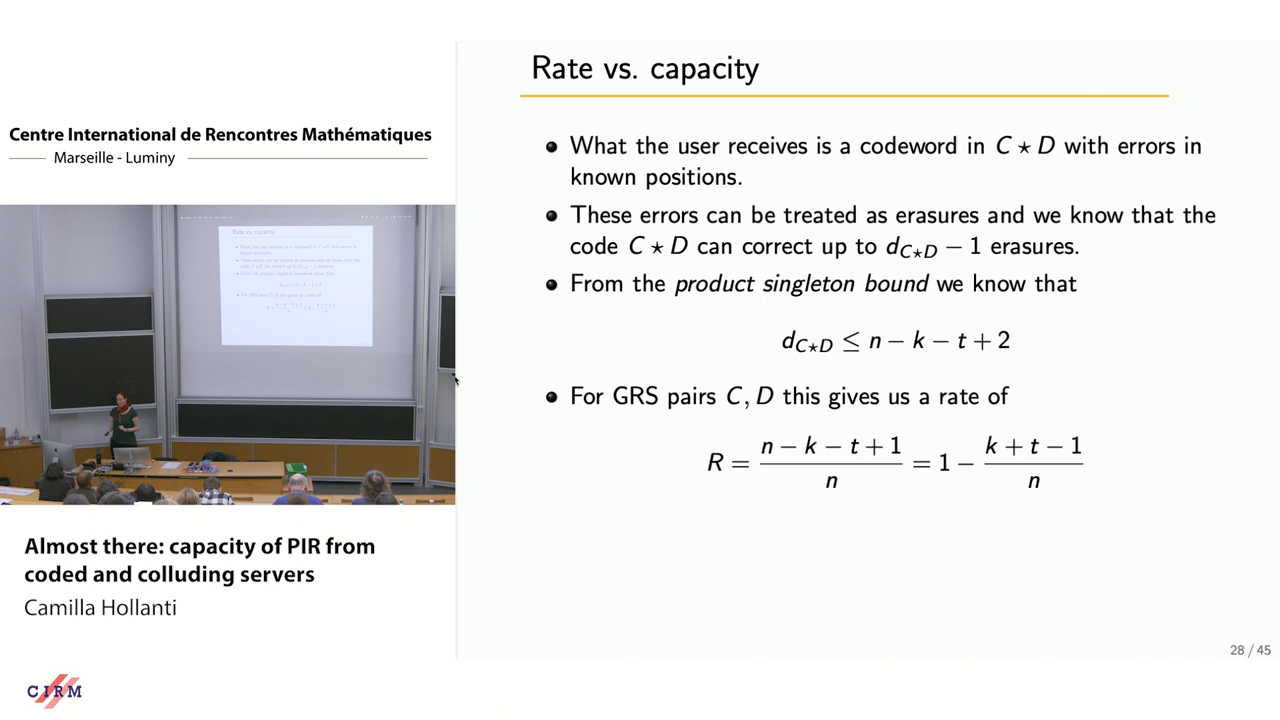 Centre International de Rencontres Mathématiques
Marseille - Luminy
Almost there: capacity of PIR from
coded and colluding servers
Camilla Hollanti
CIRM
Rate vs. capacity
• What the user receives is a codeword in C ⋆ D with errors in
known positions.
• These errors can be treated as erasures and we know that the
code C ⋆ D can correct up to d_{C⋆D} − 1 erasures.
• From the product singleton bound we know that
d_{C⋆D} ≤ n − k − t + 2
• For GRS pairs C, D this gives us a rate of
R = (n − k − t + 1)/n = 1 − (k + t − 1)/n
28 / 45